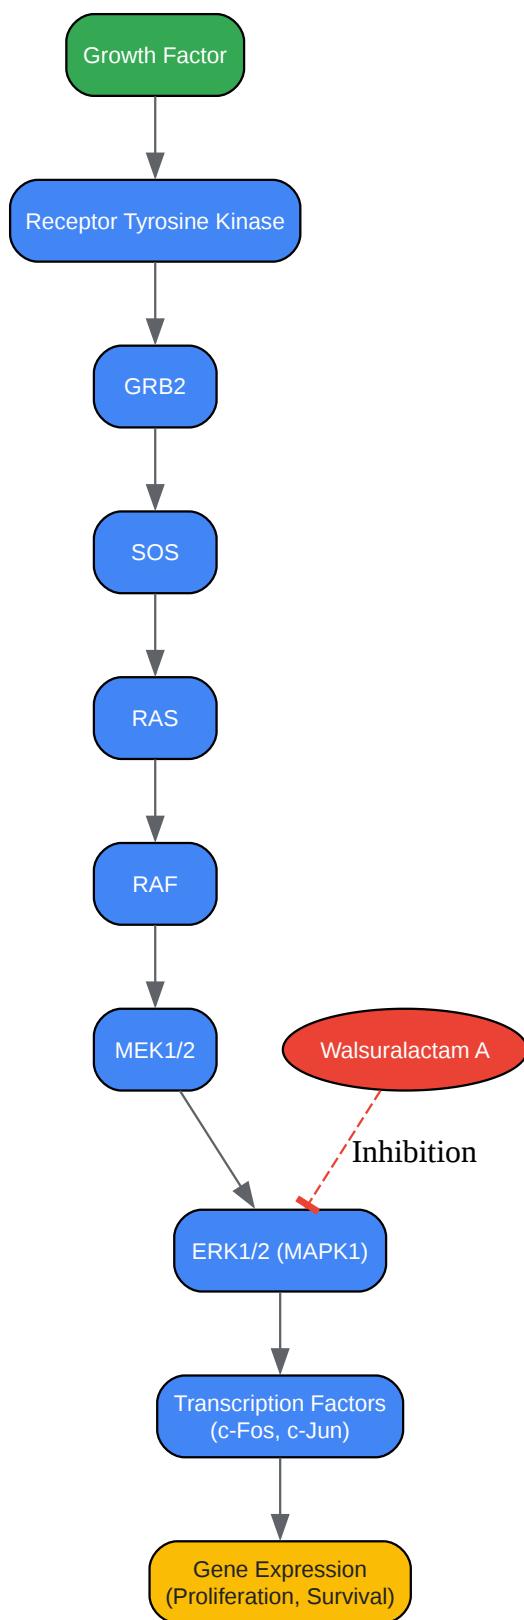 Growth Factor
Receptor Tyrosine Kinase
GRB2
SOS
RAS
RAF
MEK1/2
Walsuralactam A
Inhibition
ERK1/2 (MAPK1)
Transcription Factors
(c-Fos, c-Jun)
Gene Expression
(Proliferation, Survival)